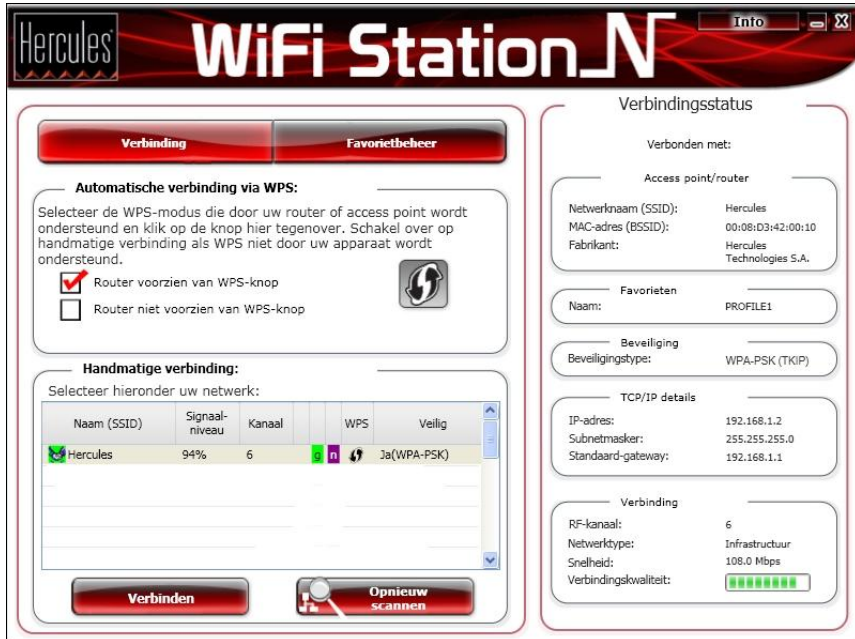 Hercules
WiFi Station_N
Info
Verbinding
Favorietbeheer
Automatische verbinding via WPS:
Selecteer de WPS-modus die door uw router of access point wordt
ondersteund en klik op de knop hier tegenover. Schakel over op
handmatige verbinding als WPS niet door uw apparaat wordt
ondersteund.
Router voorzien van WPS-knop
Router niet voorzien van WPS-knop
Handmatige verbinding:
Selecteer hieronder uw netwerk:
Naam (SSID) Signaal-niveau Kanaal WPS Veilig
Hercules 94% 6 g n Ja(WPA-PSK)
Verbinden
Opnieuw
scannen
Verbindingsstatus
Verbonden met:
Access point/router
Netwerknaam (SSID): Hercules
MAC-adres (BSSID): 00:08:D3:42:00:10
Fabrikant: Hercules
Technologies S.A.
Favorieten
Naam: PROFILE1
Beveiliging
Beveiligingstype: WPA-PSK (TKIP)
TCP/IP details
IP-adres: 192.168.1.2
Subnetmasker: 255.255.255.0
Standaard-gateway: 192.168.1.1
Verbinding
RF-kanaal: 6
Netwerktype: Infrastructuur
Snelheid: 108.0 Mbps
Verbindingskwaliteit: